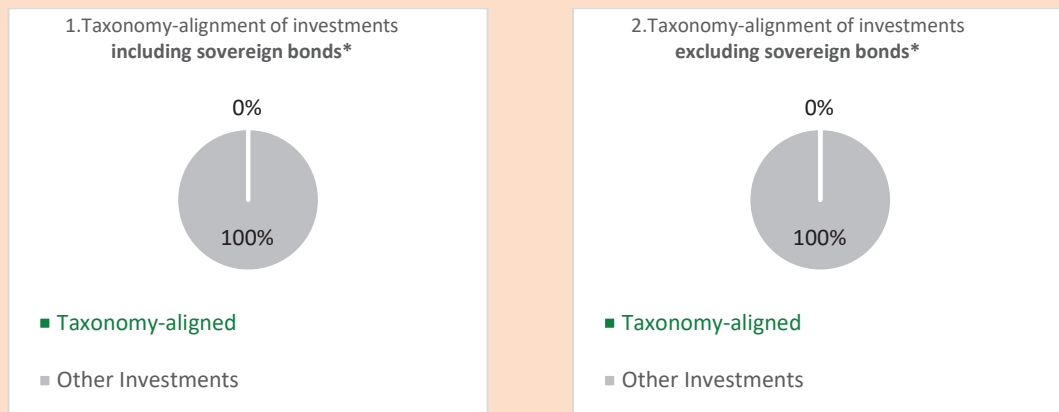 1.Taxonomy-alignment of investments
including sovereign bonds*
0%
100%
Taxonomy-aligned
Other Investments
2.Taxonomy-alignment of investments
excluding sovereign bonds*
0%
100%
Taxonomy-aligned
Other Investments